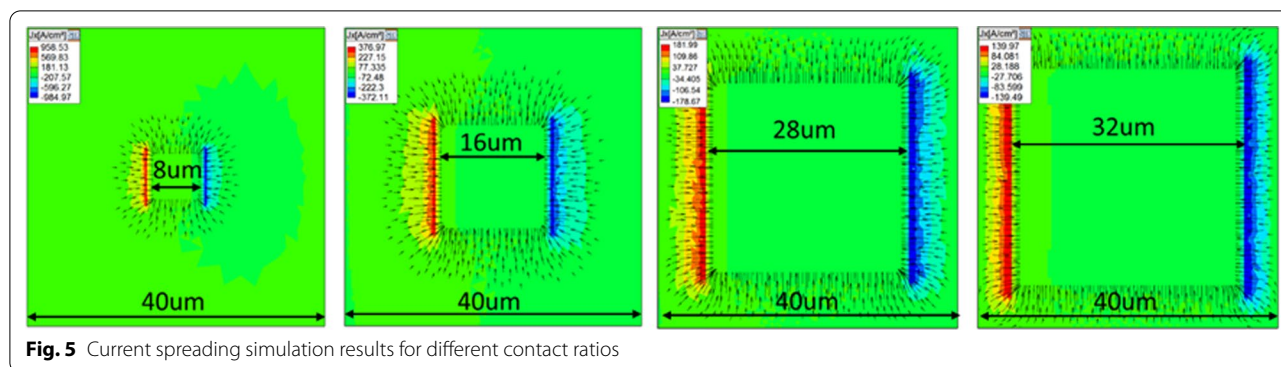 Jx[A/cm²]
958.53
569.83
181.13
-207.57
-596.27
-984.97
8um
40um
Jx[A/cm²]
376.97
227.15
77.335
-72.48
-222.3
-372.11
16um
40um
Jx[A/cm²]
181.99
109.86
37.727
-34.405
-106.54
-178.67
28um
40um
Jx[A/cm²]
139.97
84.081
28.188
-27.706
-83.599
-139.49
32um
40um
Fig. 5 Current spreading simulation results for different contact ratios